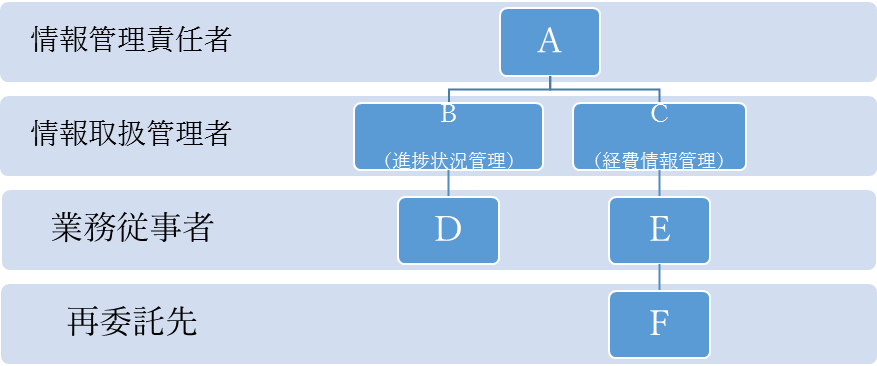 情報管理責任者
A
情報取扱管理者
B
（進捗状況管理）
C
（経費情報管理）
業務従事者
D
E
再委託先
F